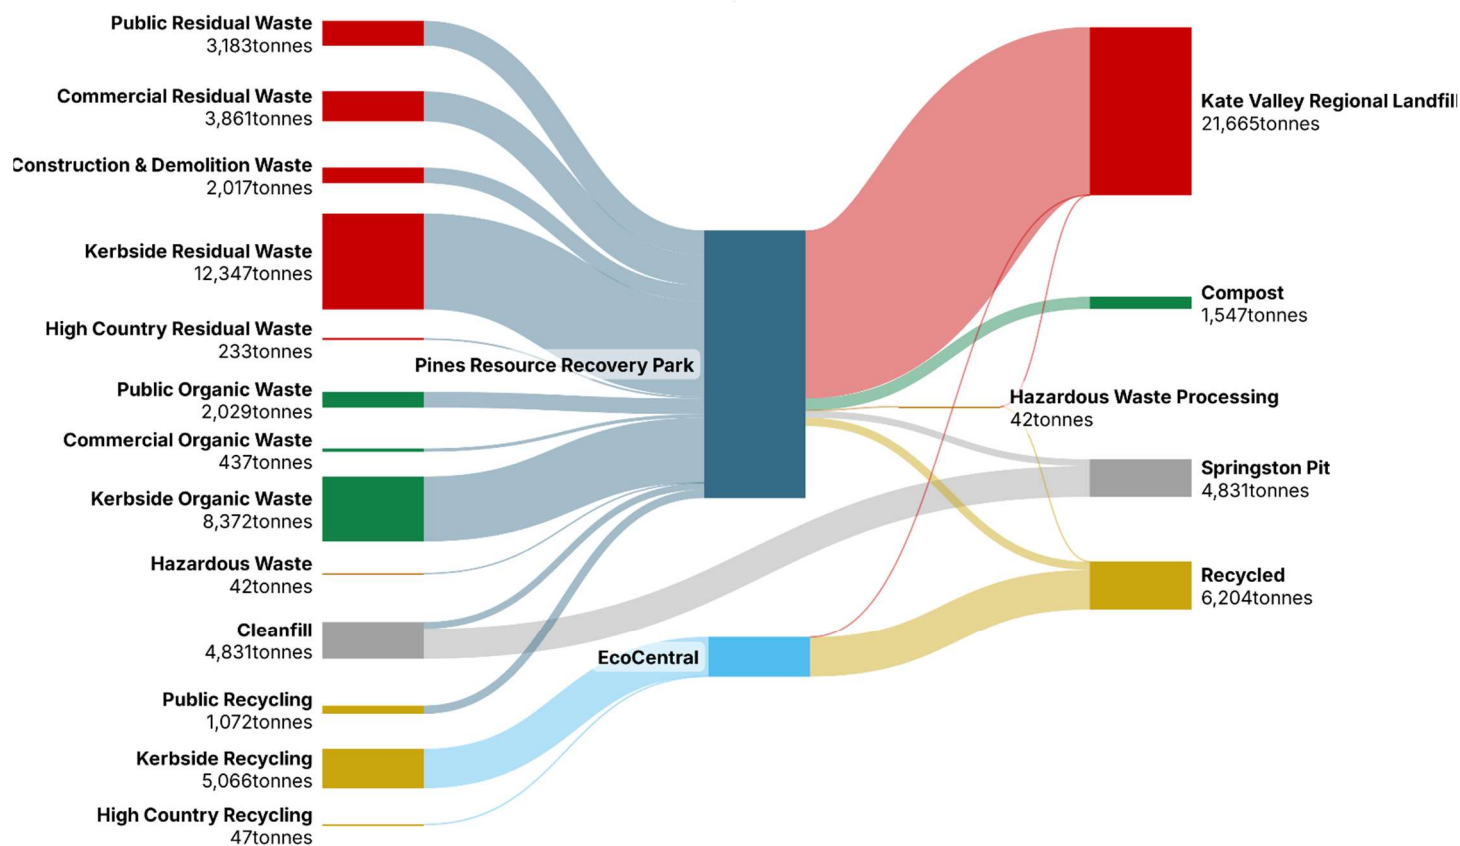 Public Residual Waste
3,183tonnes
Commercial Residual Waste
3,861tonnes
Construction & Demolition Waste
2,017tonnes
Kerbside Residual Waste
12,347tonnes
High Country Residual Waste
233tonnes
Public Organic Waste
2,029tonnes
Commercial Organic Waste
437tonnes
Kerbside Organic Waste
8,372tonnes
Hazardous Waste
42tonnes
Cleanfill
4,831tonnes
Public Recycling
1,072tonnes
Kerbside Recycling
5,066tonnes
High Country Recycling
47tonnes
Pines Resource Recovery Park
EcoCentral
Kate Valley Regional Landfill
21,665tonnes
Compost
1,547tonnes
Hazardous Waste Processing
42tonnes
Springston Pit
4,831tonnes
Recycled
6,204tonnes